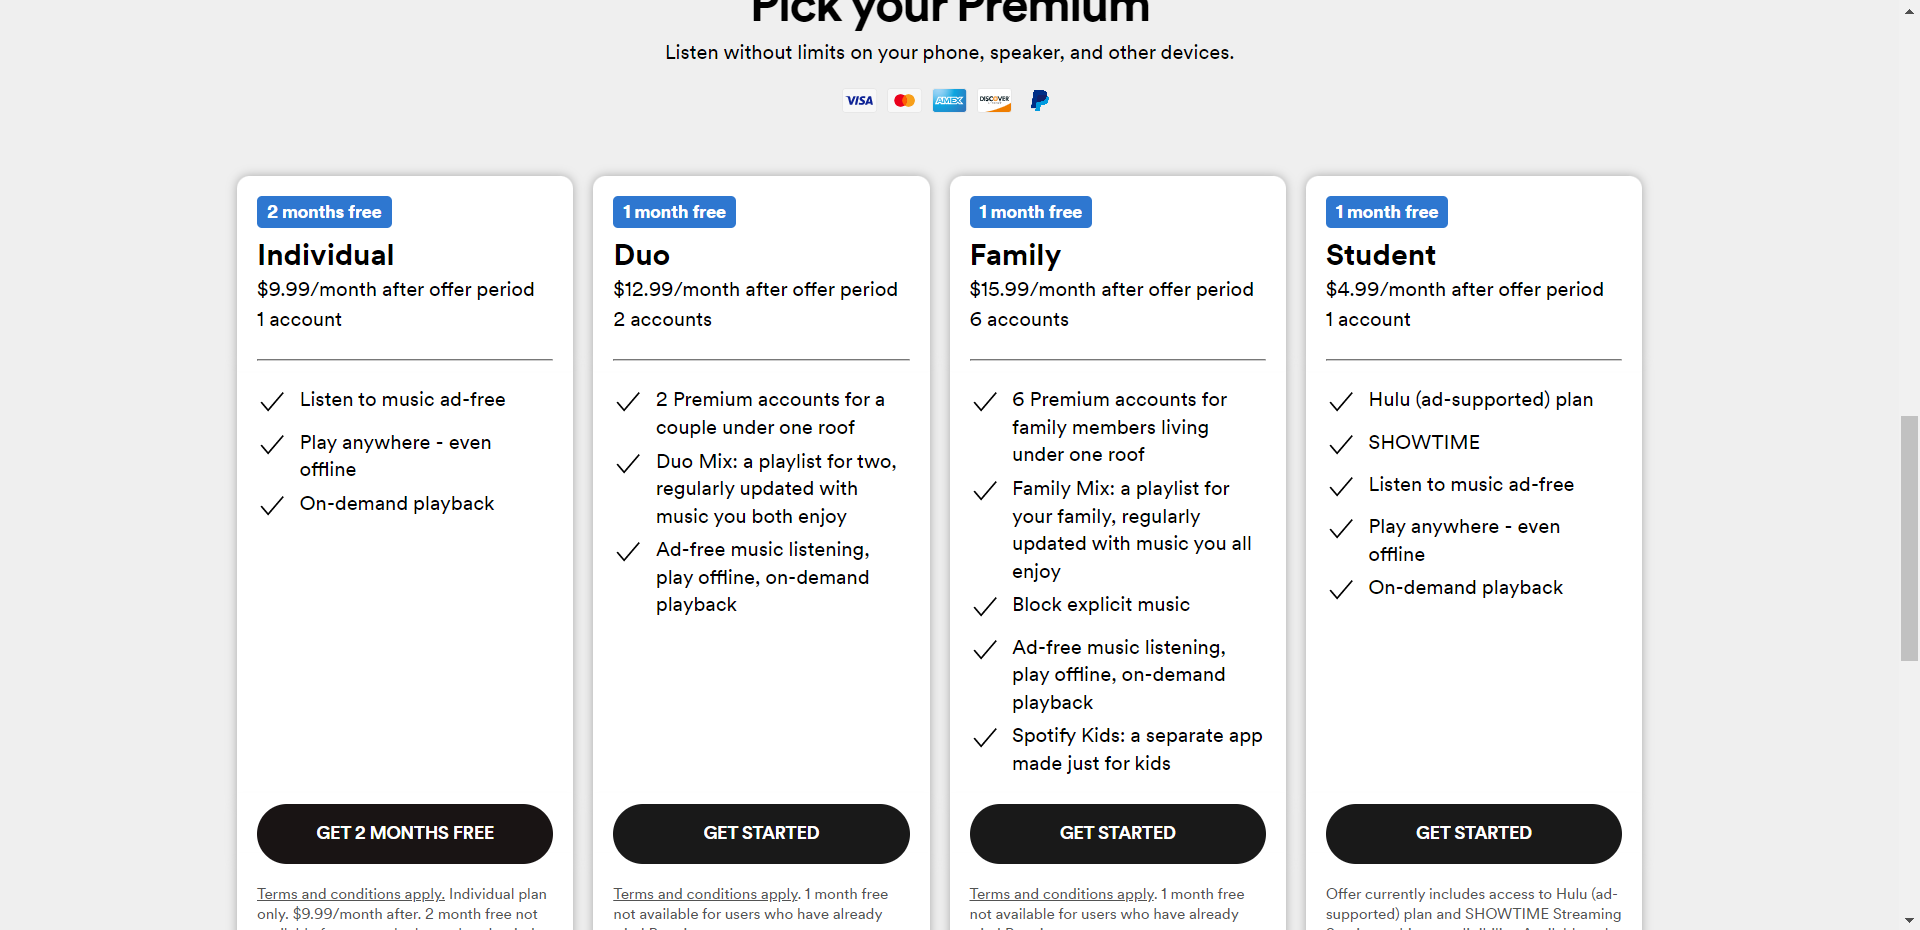 Pick your Premium
Listen without limits on your phone, speaker, and other devices.
VISA
AMEX
DISCOVER
2 months free
Individual
$9.99/month after offer period
1 account
Listen to music ad-free
Play anywhere - even
offline
On-demand playback
GET 2 MONTHS FREE
Terms and conditions apply. Individual plan
only. $9.99/month after. 2 month free not
1 month free
Duo
$12.99/month after offer period
2 accounts
2 Premium accounts for a
couple under one roof
Duo Mix: a playlist for two,
regularly updated with
music you both enjoy
Ad-free music listening,
play offline, on-demand
playback
GET STARTED
Terms and conditions apply. 1 month free
not available for users who have already
1 month free
Family
$15.99/month after offer period
6 accounts
6 Premium accounts for
family members living
under one roof
Family Mix: a playlist for
your family, regularly
updated with music you all
enjoy
Block explicit music
Ad-free music listening,
play offline, on-demand
playback
Spotify Kids: a separate app
made just for kids
GET STARTED
Terms and conditions apply. 1 month free
not available for users who have already
1 month free
Student
$4.99/month after offer period
1 account
Hulu (ad-supported) plan
SHOWTIME
Listen to music ad-free
Play anywhere - even
offline
On-demand playback
GET STARTED
Offer currently includes access to Hulu (ad-
supported) plan and SHOWTIME Streaming